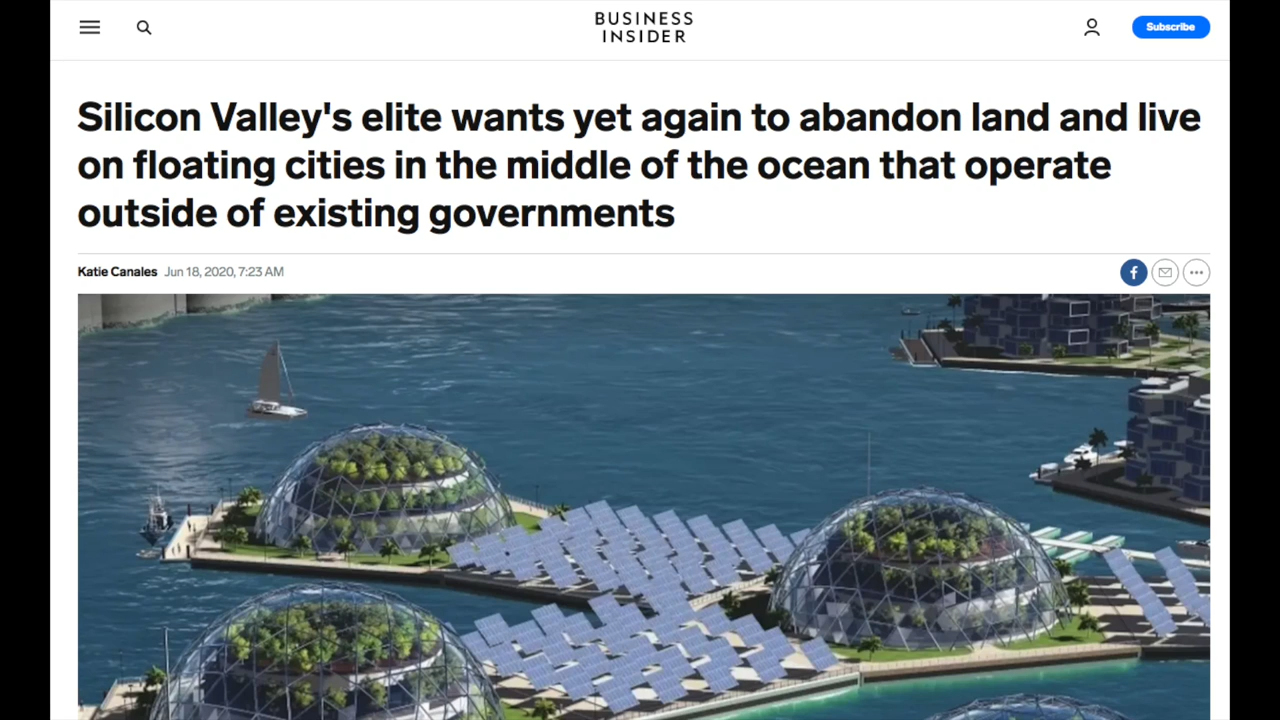 BUSINESS
INSIDER
Subscribe
Silicon Valley's elite wants yet again to abandon land and live
on floating cities in the middle of the ocean that operate
outside of existing governments
Katie Canales Jun 18, 2020, 7:23 AM